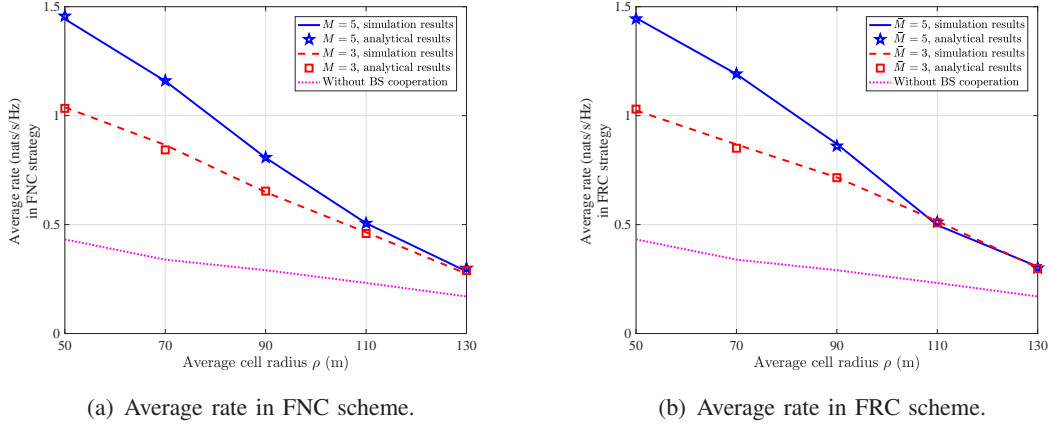 Average rate (nats/s/Hz)
in FNC strategy
1.5
1
0.5
0
50
70
90
110
130
Average cell radius ρ (m)
M = 5, simulation results
M = 5, analytical results
M = 3, simulation results
M = 3, analytical results
Without BS cooperation
(a) Average rate in FNC scheme.
Average rate (nats/s/Hz)
in FRC strategy
1.5
1
0.5
0
50
70
90
110
130
Average cell radius ρ (m)
M̄ = 5, simulation results
M̄ = 5, analytical results
M̄ = 3, simulation results
M̄ = 3, analytical results
Without BS cooperation
(b) Average rate in FRC scheme.